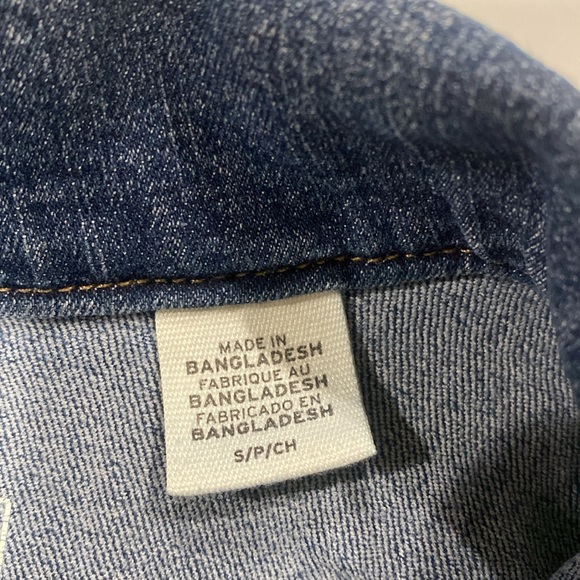 MADE IN
BANGLADESH
FABRIQUE AU
BANGLADESH
FABRICADO EN
BANGLADESH
S/P/CH